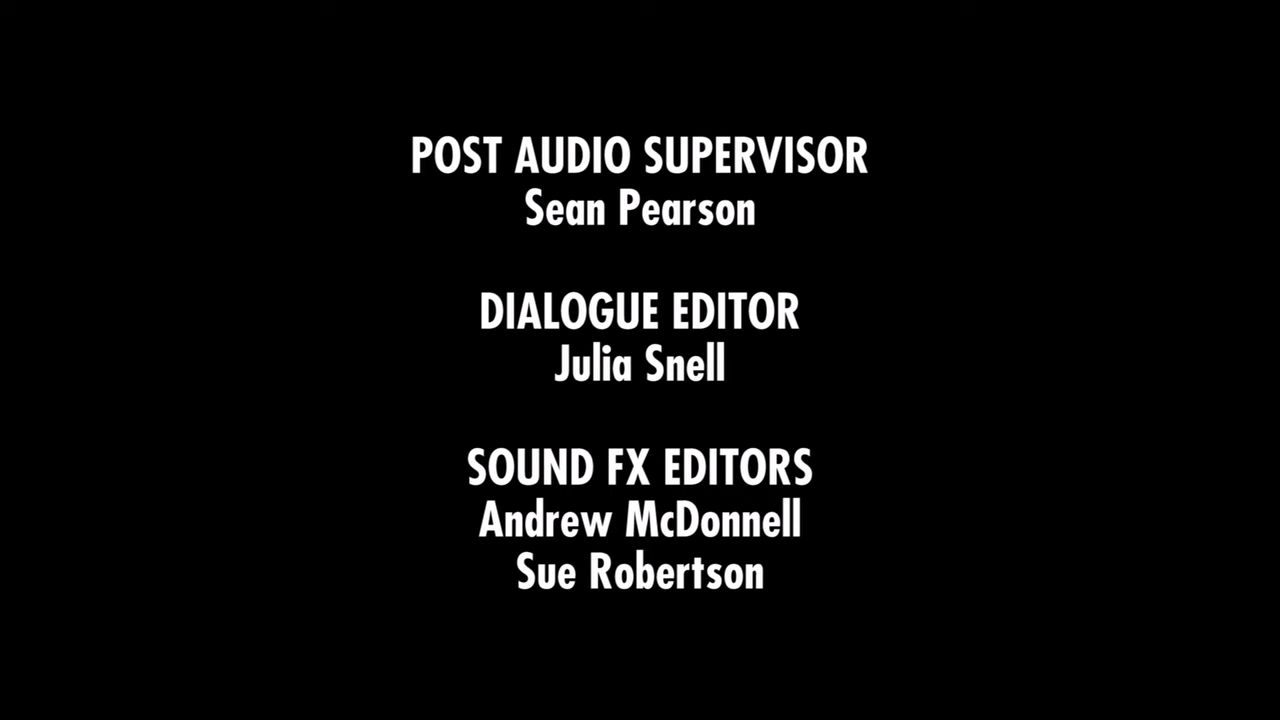 POST AUDIO SUPERVISOR
Sean Pearson
DIALOGUE EDITOR
Julia Snell
SOUND FX EDITORS
Andrew McDonnell
Sue Robertson